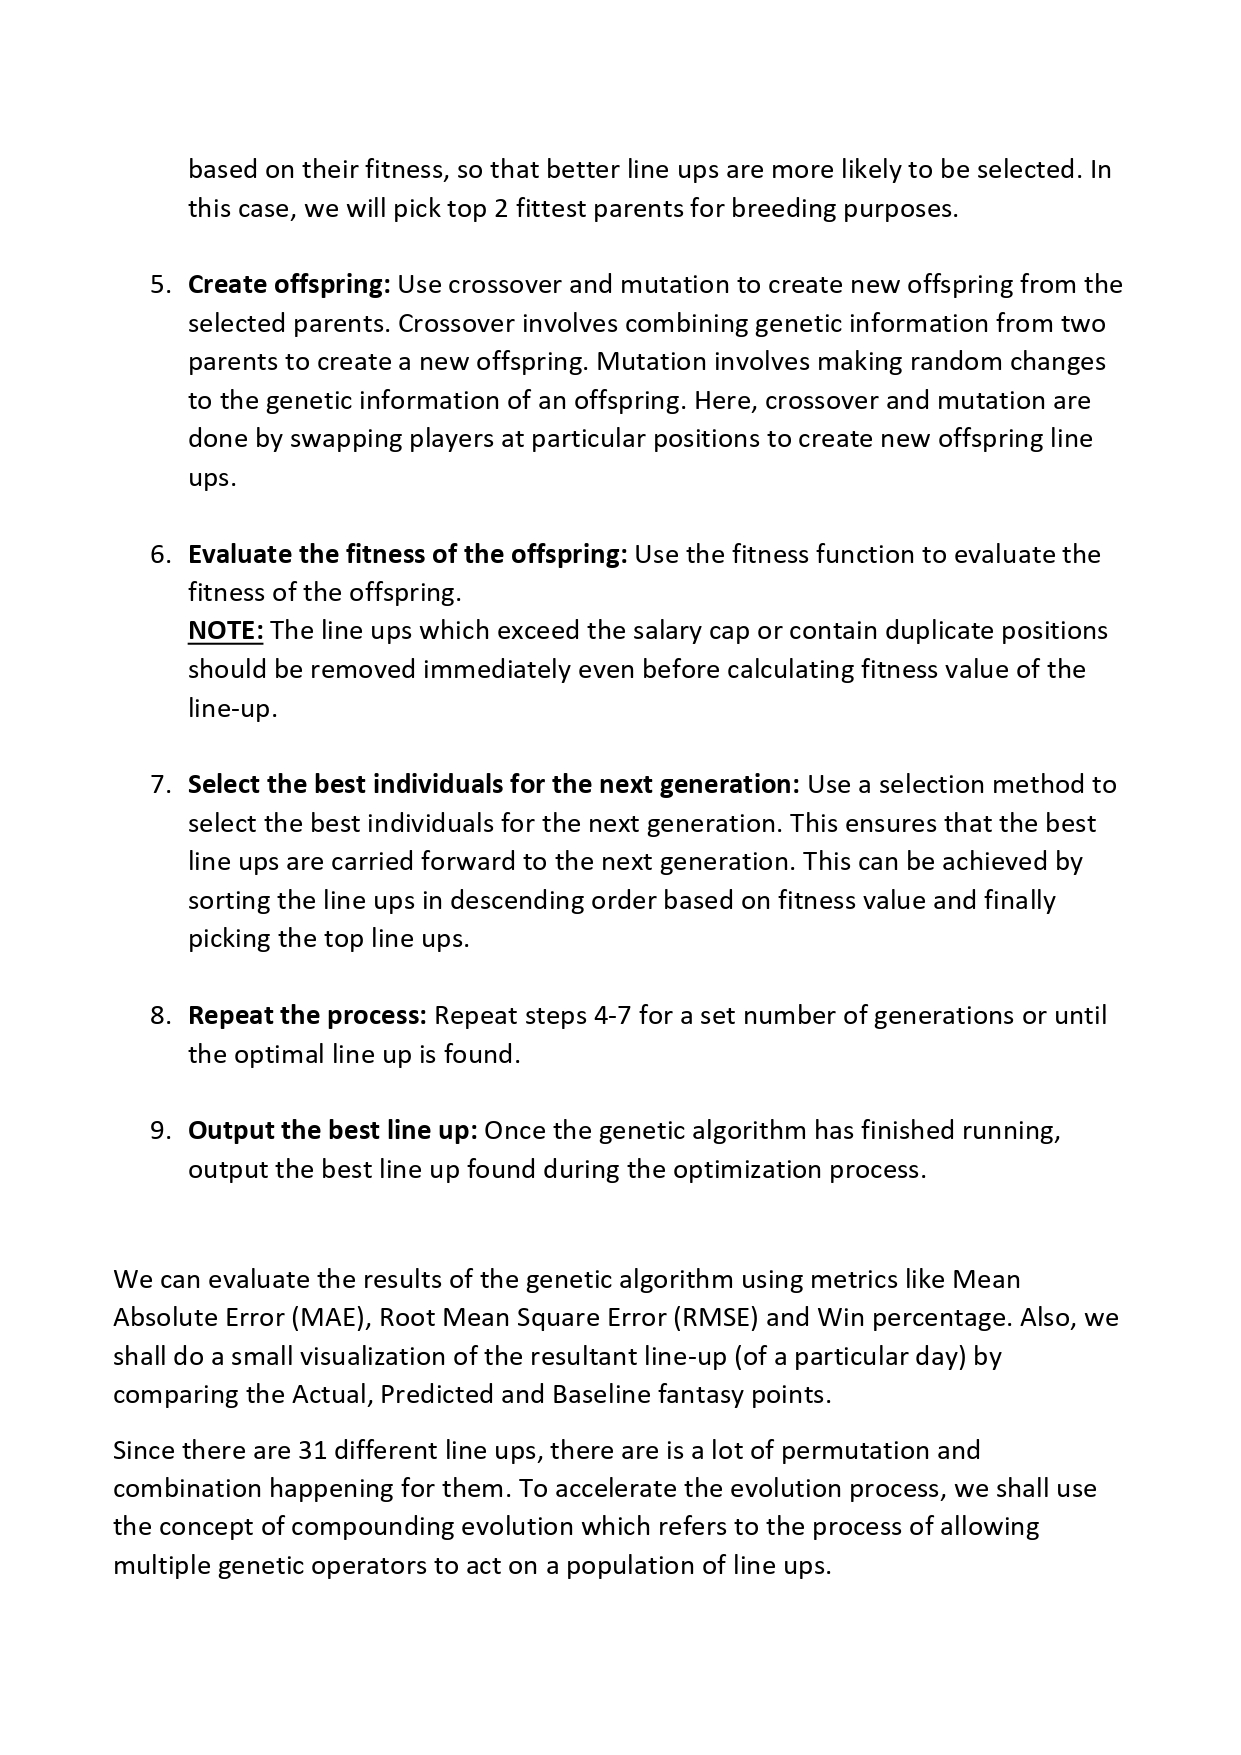 based on their fitness, so that better line ups are more likely to be selected. In
this case, we will pick top 2 fittest parents for breeding purposes.
5. Create offspring: Use crossover and mutation to create new offspring from the
selected parents. Crossover involves combining genetic information from two
parents to create a new offspring. Mutation involves making random changes
to the genetic information of an offspring. Here, crossover and mutation are
done by swapping players at particular positions to create new offspring line
ups.
6. Evaluate the fitness of the offspring: Use the fitness function to evaluate the
fitness of the offspring.
NOTE: The line ups which exceed the salary cap or contain duplicate positions
should be removed immediately even before calculating fitness value of the
line-up.
7. Select the best individuals for the next generation: Use a selection method to
select the best individuals for the next generation. This ensures that the best
line ups are carried forward to the next generation. This can be achieved by
sorting the line ups in descending order based on fitness value and finally
picking the top line ups.
8. Repeat the process: Repeat steps 4-7 for a set number of generations or until
the optimal line up is found.
9. Output the best line up: Once the genetic algorithm has finished running,
output the best line up found during the optimization process.
We can evaluate the results of the genetic algorithm using metrics like Mean
Absolute Error (MAE), Root Mean Square Error (RMSE) and Win percentage. Also, we
shall do a small visualization of the resultant line-up (of a particular day) by
comparing the Actual, Predicted and Baseline fantasy points.
Since there are 31 different line ups, there are is a lot of permutation and
combination happening for them. To accelerate the evolution process, we shall use
the concept of compounding evolution which refers to the process of allowing
multiple genetic operators to act on a population of line ups.